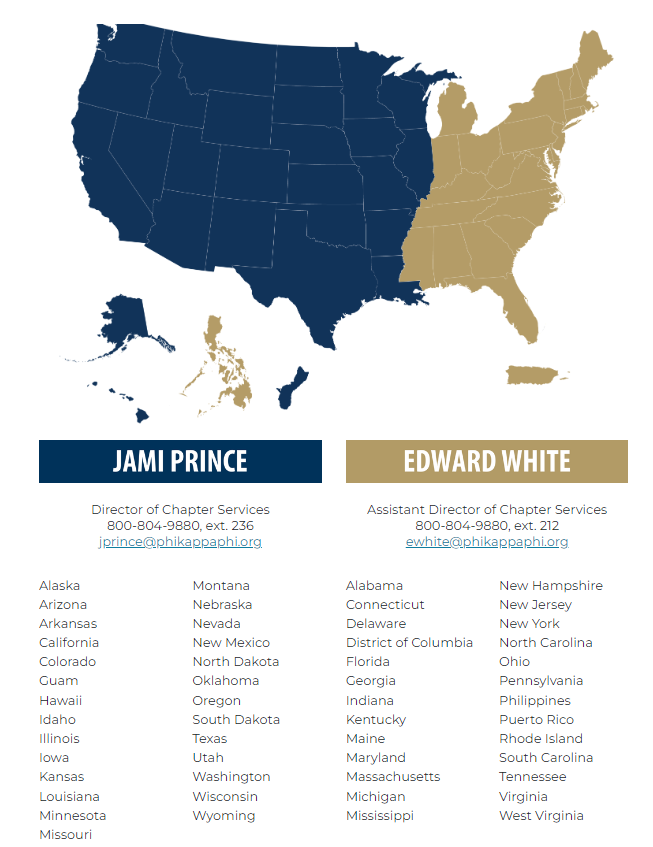 JAMI PRINCE
Director of Chapter Services
800-804-9880, ext. 236
jprince@phikappaphi.org
Alaska
Arizona
Arkansas
California
Colorado
Guam
Hawaii
Idaho
Illinois
Iowa
Kansas
Louisiana
Minnesota
Missouri
Montana
Nebraska
Nevada
New Mexico
North Dakota
Oklahoma
Oregon
South Dakota
Texas
Utah
Washington
Wisconsin
Wyoming
EDWARD WHITE
Assistant Director of Chapter Services
800-804-9880, ext. 212
ewhite@phikappaphi.org
Alabama
Connecticut
Delaware
District of Columbia
Florida
Georgia
Indiana
Kentucky
Maine
Maryland
Massachusetts
Michigan
Mississippi
New Hampshire
New Jersey
New York
North Carolina
Ohio
Pennsylvania
Philippines
Puerto Rico
Rhode Island
South Carolina
Tennessee
Virginia
West Virginia